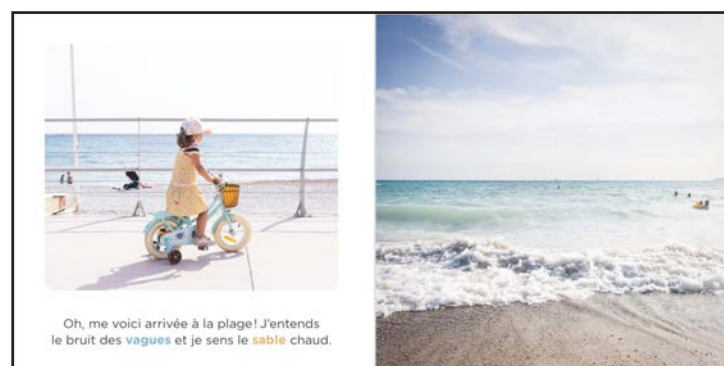 Oh, me voici arrivée à la plage! J'entends
le bruit des vagues et je sens le sable chaud.